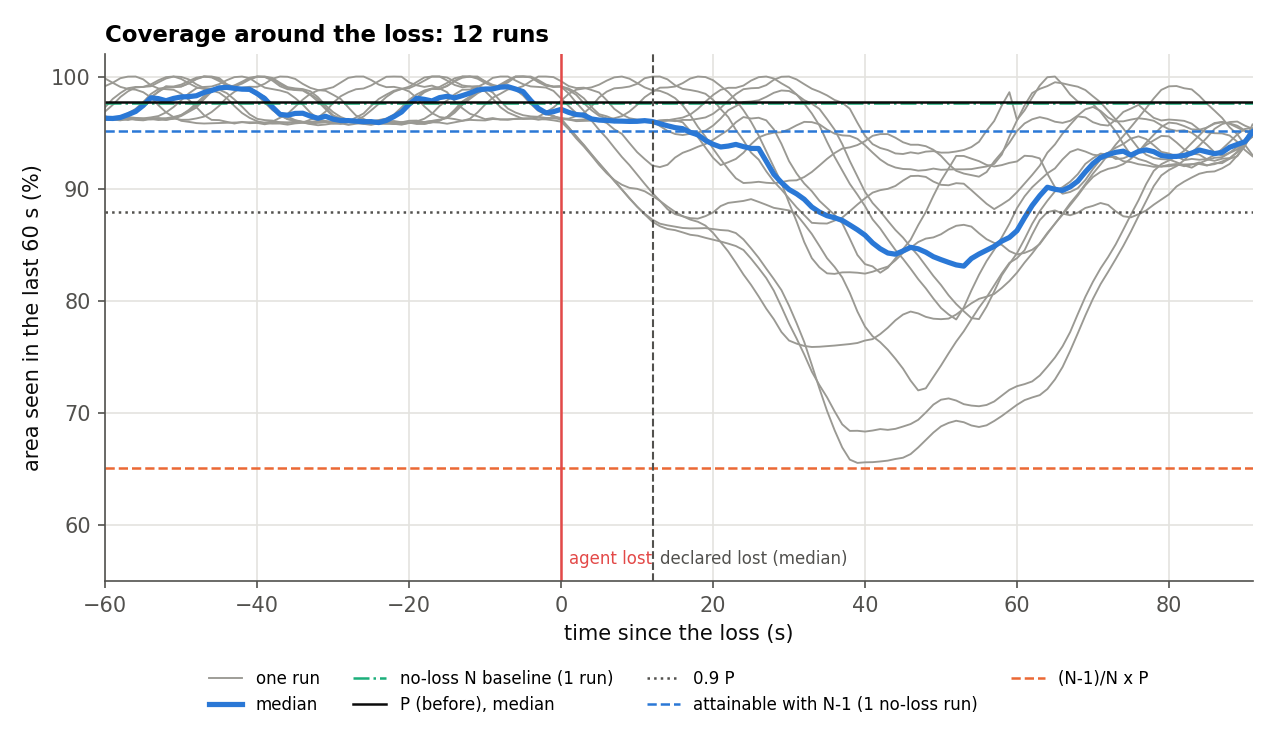 Coverage around the loss: 12 runs
area seen in the last 60 s (%)
100
90
80
70
60
agent lost
declared lost (median)
−60
−40
−20
0
20
40
60
80
time since the loss (s)
one run
no-loss N baseline (1 run)
0.9 P
(N-1)/N x P
median
P (before), median
attainable with N-1 (1 no-loss run)